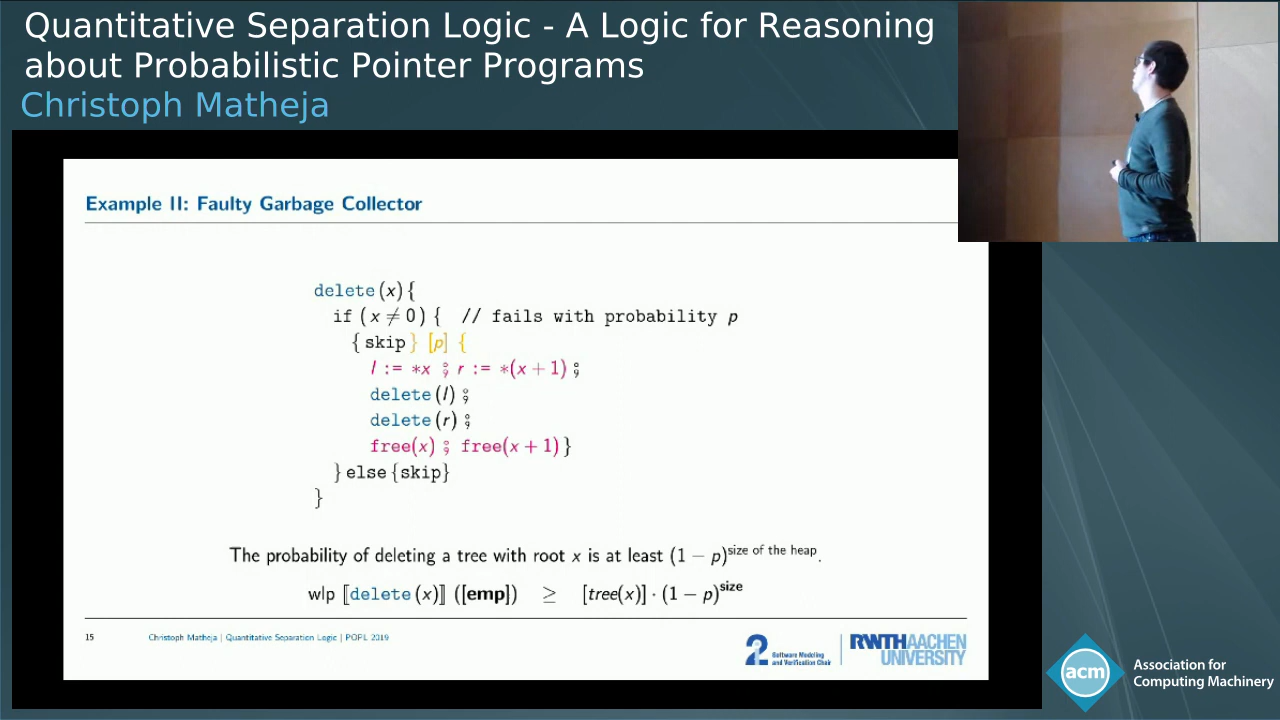 Quantitative Separation Logic - A Logic for Reasoning
about Probabilistic Pointer Programs
Christoph Matheja
Example II: Faulty Garbage Collector
delete(x){
if (x ≠ 0) { // fails with probability p
{skip} [p] {
l := *x ⨟ r := *(x + 1) ⨟
delete(l) ⨟
delete(r) ⨟
free(x) ⨟ free(x + 1)}
} else {skip}
}
The probability of deleting a tree with root x is at least (1 − p)^size of the heap.
wlp ⟦delete(x)⟧ ([emp]) ≥ [tree(x)] · (1 − p)^size
15 Christoph Matheja | Quantitative Separation Logic | POPL 2019
2 Software Modeling
and Verification Chair
RWTH AACHEN
UNIVERSITY
acm
Association for
Computing Machinery